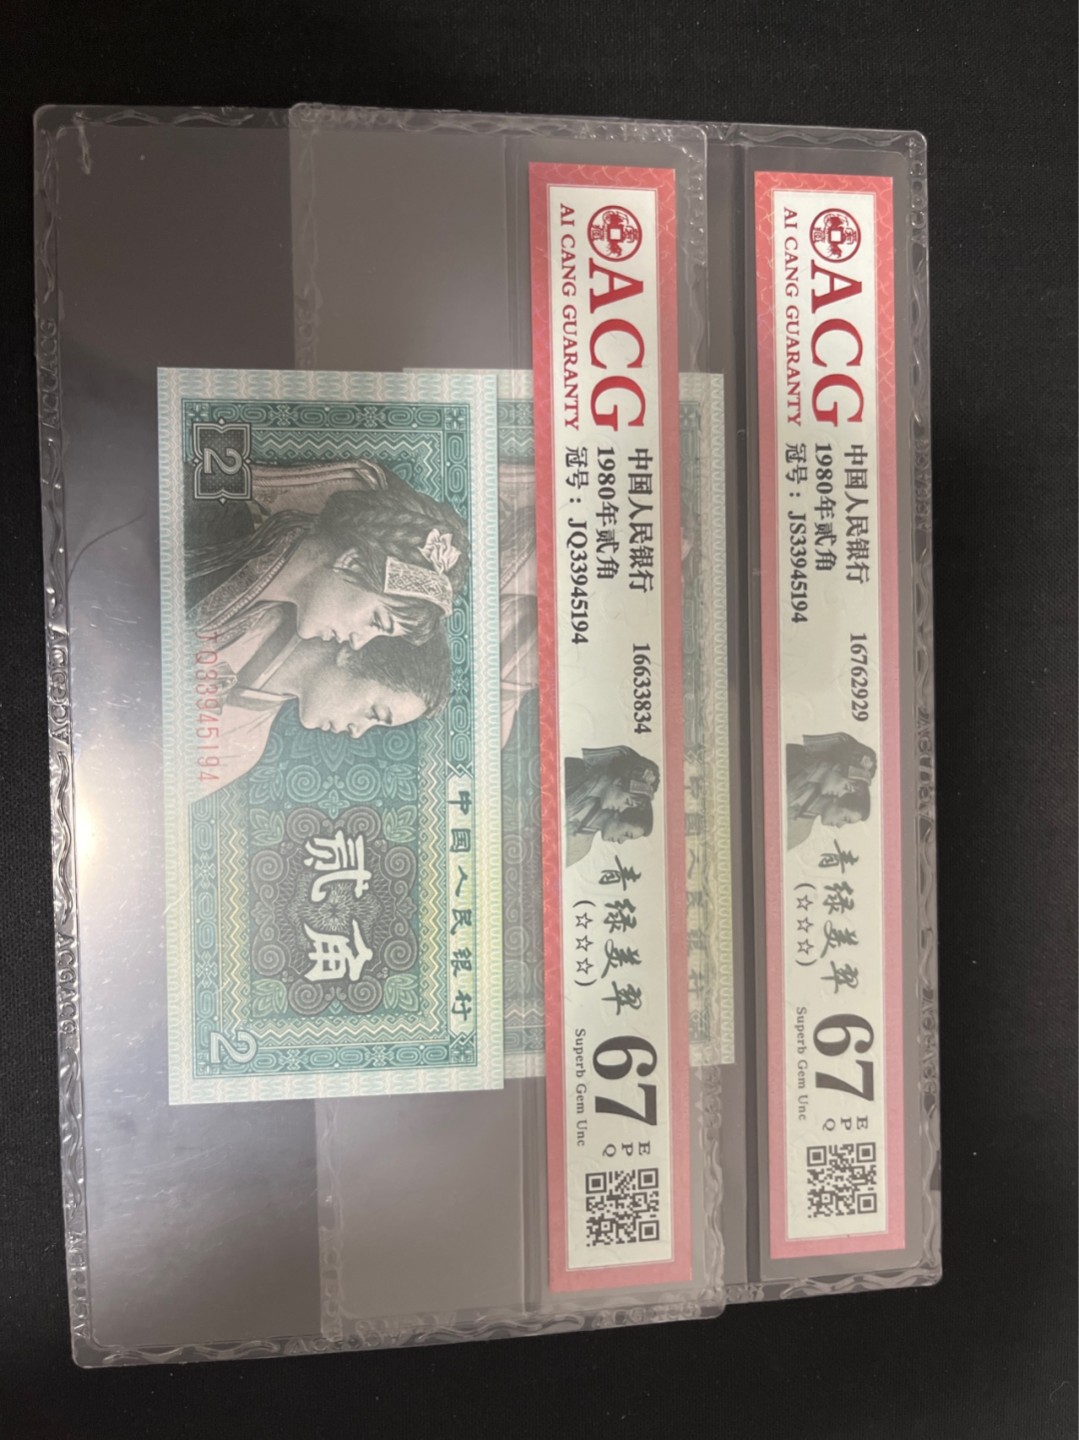 ACG
AI CANG GUARANTY
中国人民银行
1980年贰角
冠号：JS33945194
16762929
青绿美翠
(☆☆☆)
67
EPQ
Superb Gem Unc
ACG
AI CANG GUARANTY
中国人民银行
1980年贰角
冠号：JQ33945194
16633834
青绿美翠
(☆☆☆)
67
EPQ
Superb Gem Unc
中国人民银行
2
贰角
JQ33945194
2